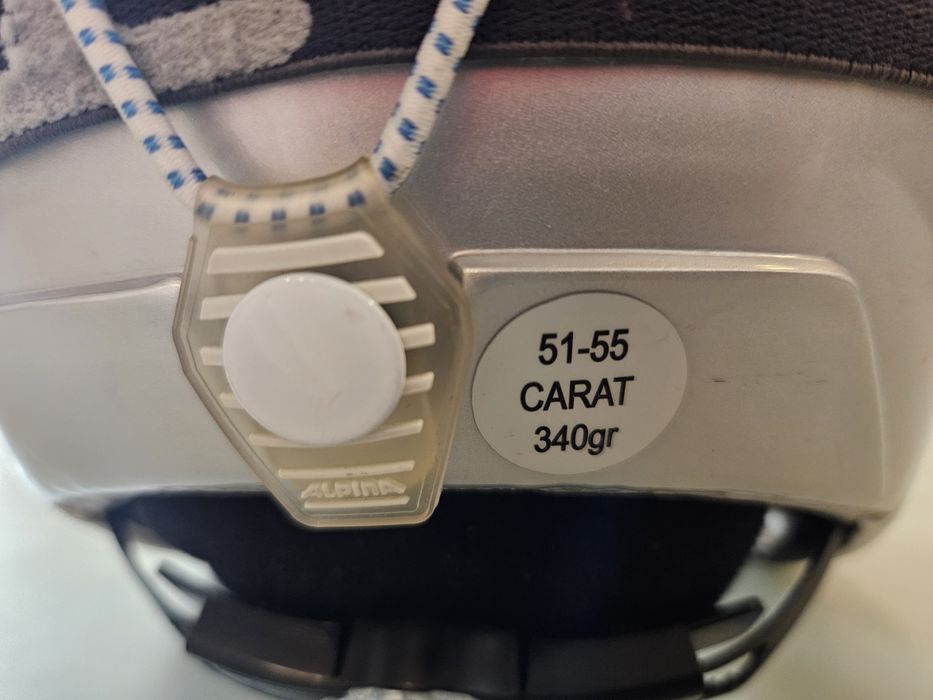 51-55
CARAT
340gr
ALPINA